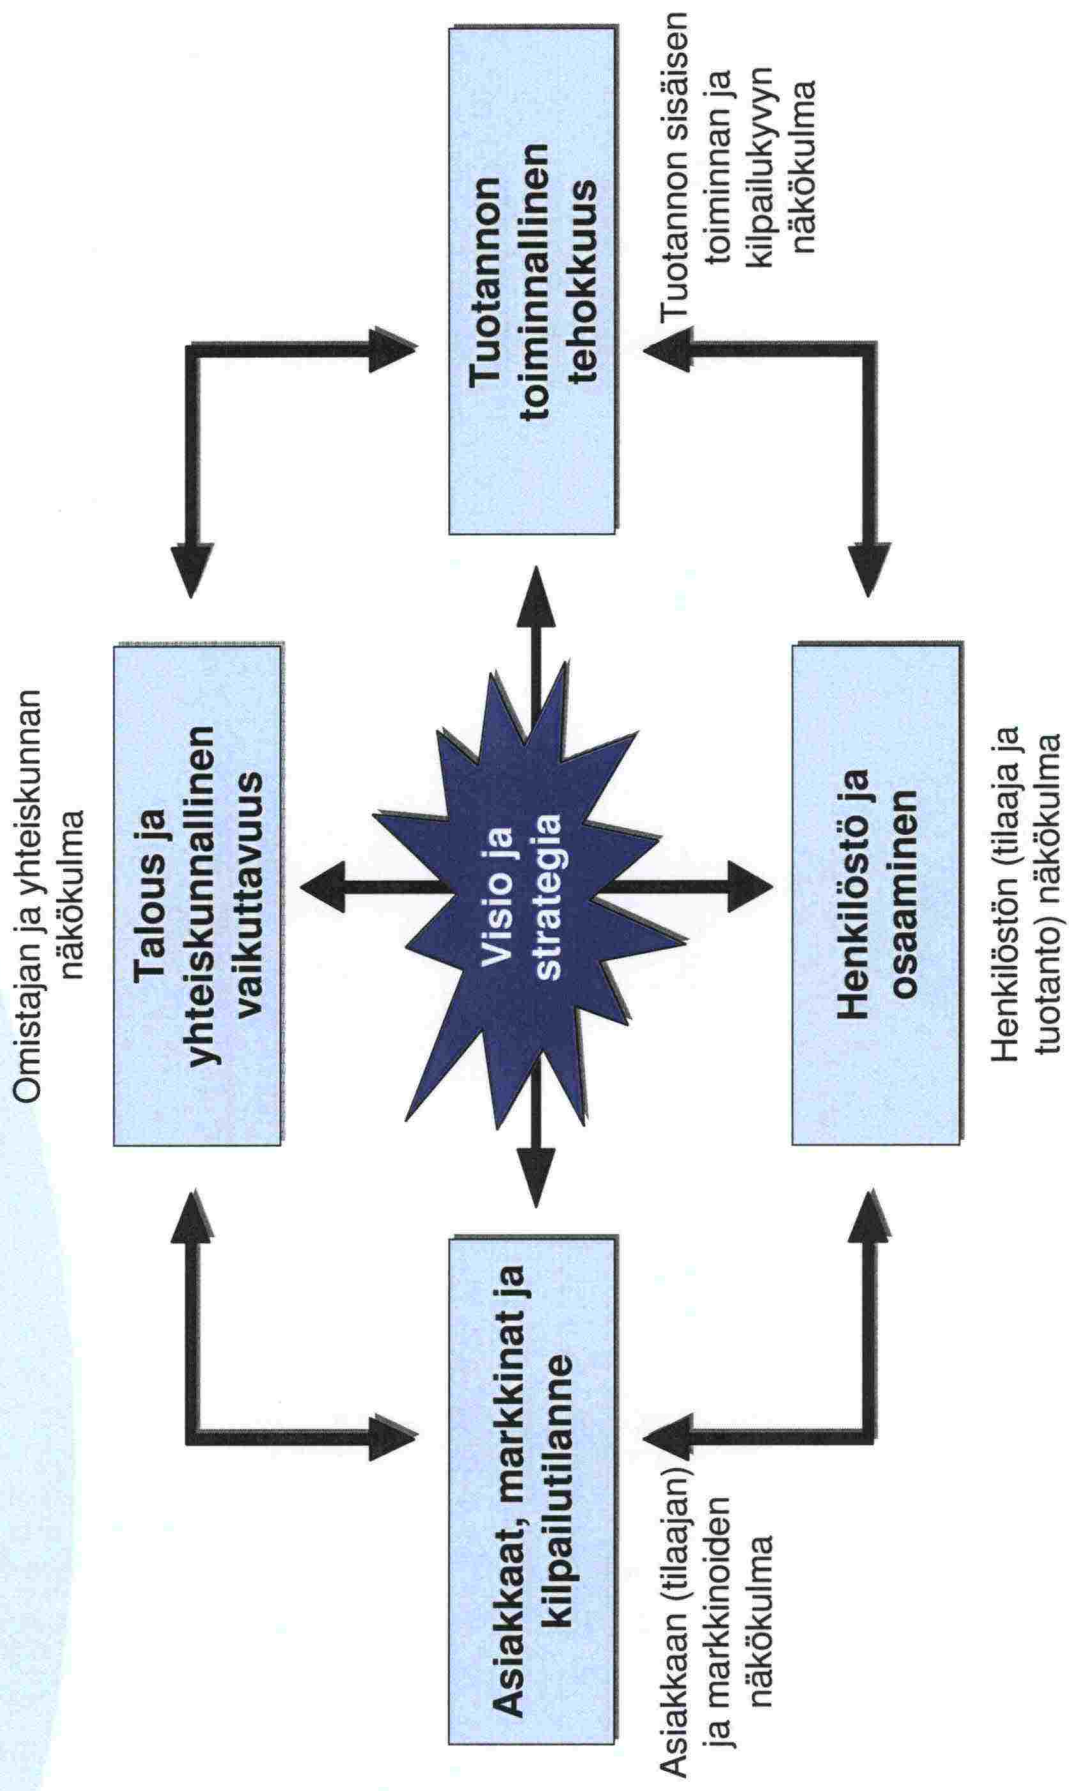 Omistajan ja yhteiskunnan
näkökulma
Talous ja
yhteiskunnallinen
vaikuttavuus
Asiakkaat, markkinat ja
kilpailutilanne
Asiakkaan (tilaajan)
ja markkinoiden
näkökulma
Visio ja
strategia
Tuotannon
toiminnallinen
tehokkuus
Tuotannon sisäisen
toiminnan ja
kilpailukyvyn
näkökulma
Henkilöstö ja
osaaminen
Henkilöstön (tilaaja ja
tuotanto) näkökulma